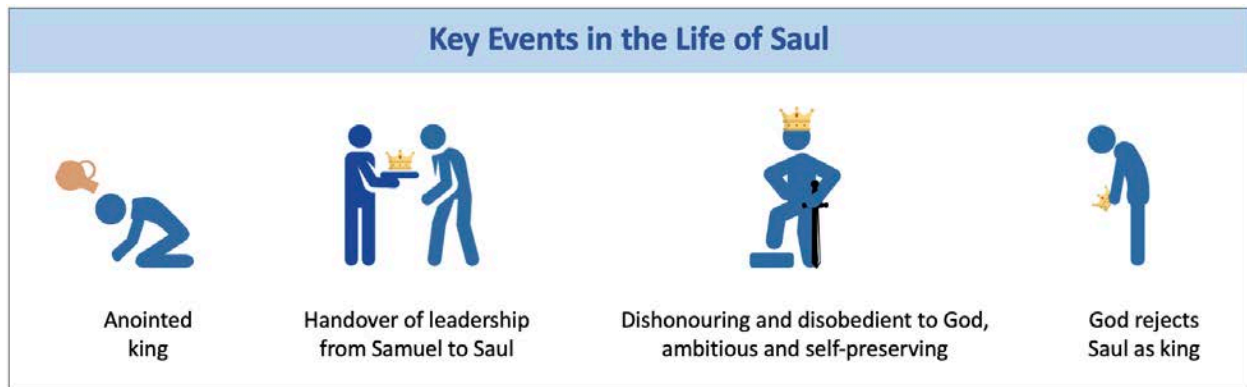 Key Events in the Life of Saul
Anointed
king
Handover of leadership
from Samuel to Saul
Dishonouring and disobedient to God,
ambitious and self-preserving
God rejects
Saul as king